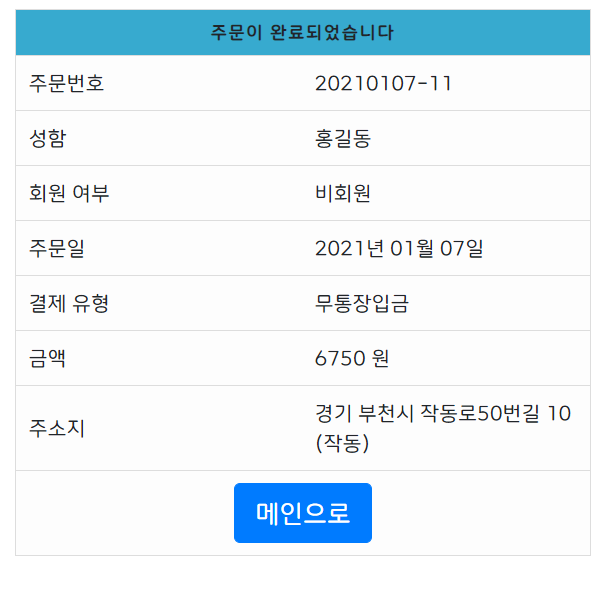 주문이 완료되었습니다
주문번호 20210107-11
성함 홍길동
회원 여부 비회원
주문일 2021년 01월 07일
결제 유형 무통장입금
금액 6750 원
주소지 경기 부천시 작동로50번길 10
(작동)
메인으로